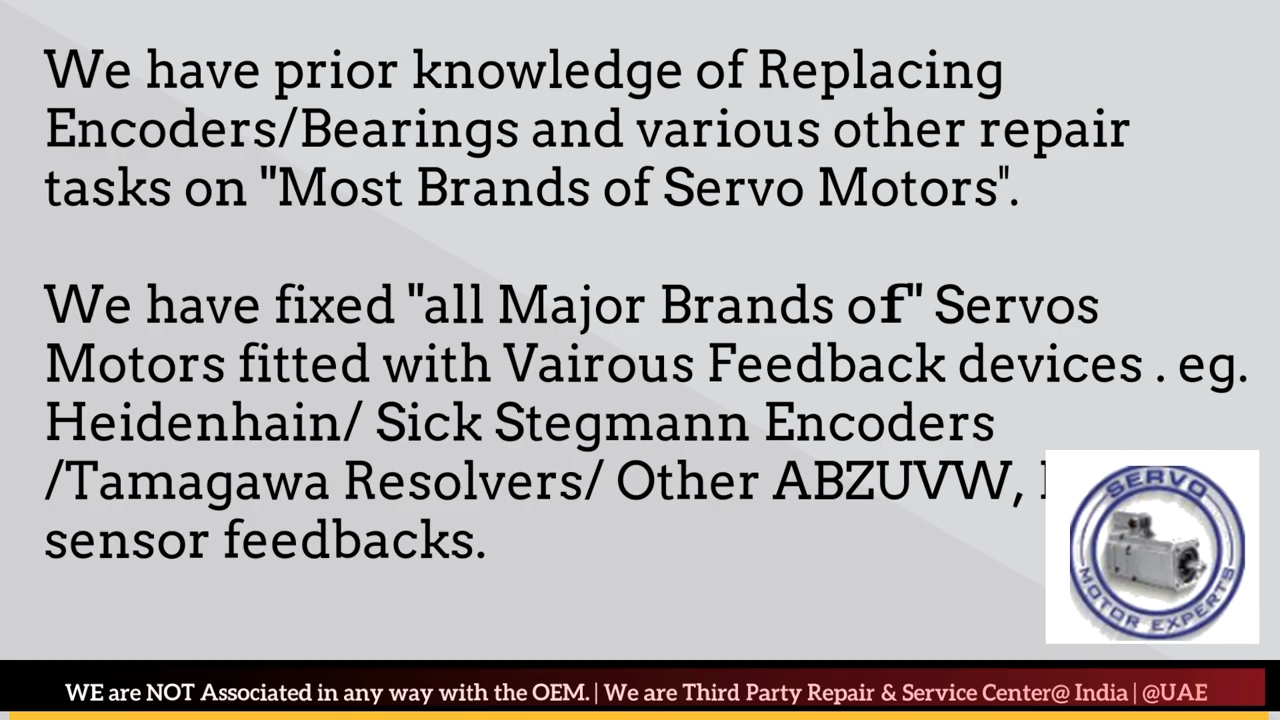 We have prior knowledge of Replacing
Encoders/Bearings and various other repair
tasks on "Most Brands of Servo Motors".
We have fixed "all Major Brands of" Servos
Motors fitted with Vairous Feedback devices . eg.
Heidenhain/ Sick Stegmann Encoders
/Tamagawa Resolvers/ Other ABZUVW,
sensor feedbacks.
SERVO
MOTOR EXPERTS
WE are NOT Associated in any way with the OEM. | We are Third Party Repair & Service Center@ India | @UAE